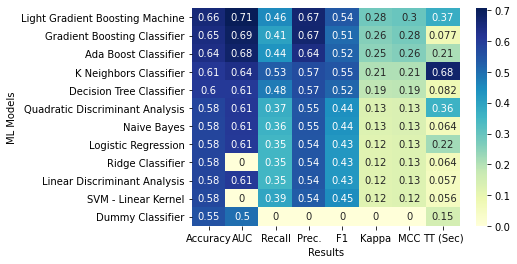 Light Gradient Boosting Machine 0.66 0.71 0.46 0.67 0.54 0.28 0.3 0.37
Gradient Boosting Classifier 0.65 0.69 0.41 0.67 0.51 0.26 0.28 0.077
Ada Boost Classifier 0.64 0.68 0.44 0.64 0.52 0.25 0.26 0.21
K Neighbors Classifier 0.61 0.64 0.53 0.57 0.55 0.21 0.21 0.68
Decision Tree Classifier 0.6 0.61 0.48 0.57 0.52 0.19 0.19 0.082
Quadratic Discriminant Analysis 0.58 0.61 0.37 0.55 0.44 0.13 0.13 0.36
Naive Bayes 0.58 0.61 0.36 0.55 0.44 0.13 0.13 0.064
Logistic Regression 0.58 0.61 0.35 0.54 0.43 0.12 0.13 0.22
Ridge Classifier 0.58 0 0.35 0.54 0.43 0.12 0.13 0.064
Linear Discriminant Analysis 0.58 0.61 0.35 0.54 0.43 0.12 0.13 0.057
SVM - Linear Kernel 0.58 0 0.39 0.54 0.45 0.12 0.12 0.056
Dummy Classifier 0.55 0.5 0 0 0 0 0 0.15
Accuracy AUC Recall Prec. F1 Kappa MCC TT (Sec)
Results
ML Models
0.7
0.6
0.5
0.4
0.3
0.2
0.1
0.0